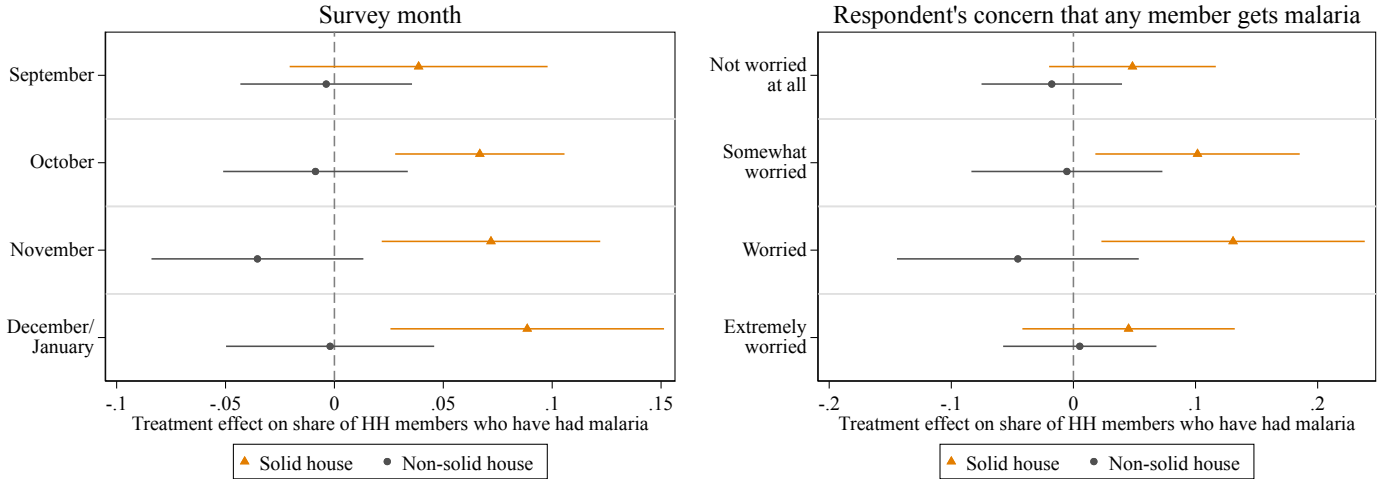 Survey month
September
October
November
December/
January
-.1
-.05
0
.05
.1
.15
Treatment effect on share of HH members who have had malaria
Solid house
Non-solid house
Respondent's concern that any member gets malaria
Not worried
at all
Somewhat
worried
Worried
Extremely
worried
-.2
-.1
0
.1
.2
Treatment effect on share of HH members who have had malaria
Solid house
Non-solid house